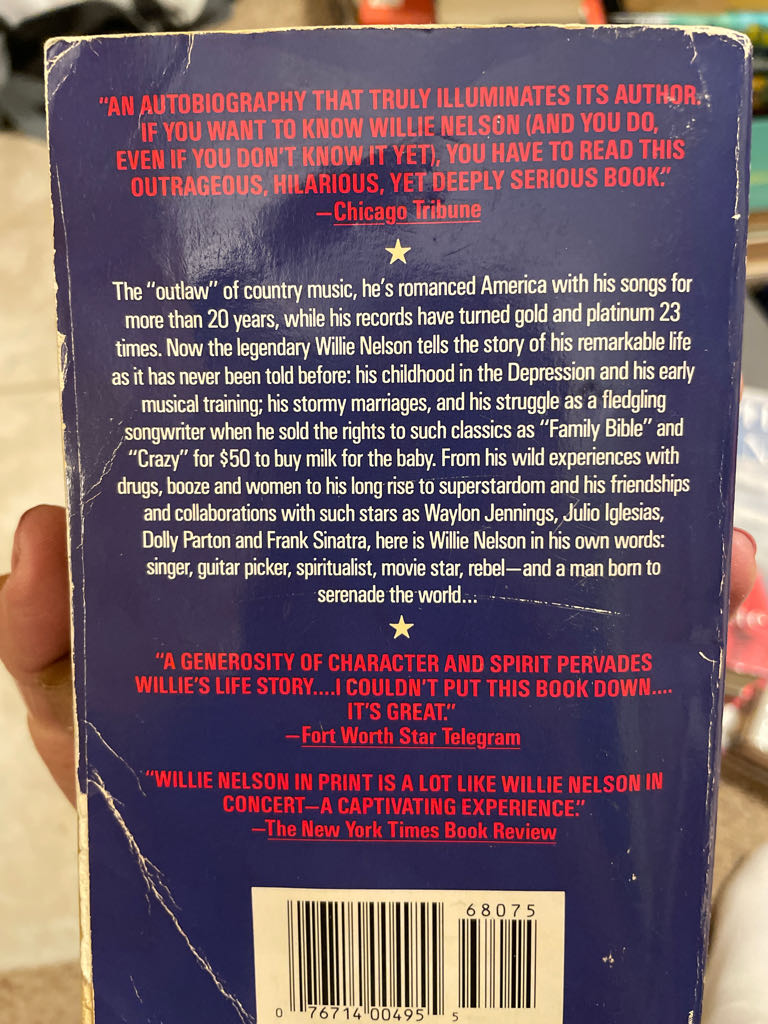 "AN AUTOBIOGRAPHY THAT TRULY ILLUMINATES ITS AUTHOR.
IF YOU WANT TO KNOW WILLIE NELSON (AND YOU DO,
EVEN IF YOU DON'T KNOW IT YET), YOU HAVE TO READ THIS
OUTRAGEOUS, HILARIOUS, YET DEEPLY SERIOUS BOOK."
—Chicago Tribune
The "outlaw" of country music, he's romanced America with his songs for
more than 20 years, while his records have turned gold and platinum 23
times. Now the legendary Willie Nelson tells the story of his remarkable life
as it has never been told before: his childhood in the Depression and his early
musical training; his stormy marriages, and his struggle as a fledgling
songwriter when he sold the rights to such classics as "Family Bible" and
"Crazy" for $50 to buy milk for the baby. From his wild experiences with
drugs, booze and women to his long rise to superstardom and his friendships
and collaborations with such stars as Waylon Jennings, Julio Iglesias,
Dolly Parton and Frank Sinatra, here is Willie Nelson in his own words:
singer, guitar picker, spiritualist, movie star, rebel—and a man born to
serenade the world...
"A GENEROSITY OF CHARACTER AND SPIRIT PERVADES
WILLIE'S LIFE STORY....I COULDN'T PUT THIS BOOK DOWN....
IT'S GREAT."
—Fort Worth Star Telegram
"WILLIE NELSON IN PRINT IS A LOT LIKE WILLIE NELSON IN
CONCERT—A CAPTIVATING EXPERIENCE."
—The New York Times Book Review
68075
0 76714 00495 5